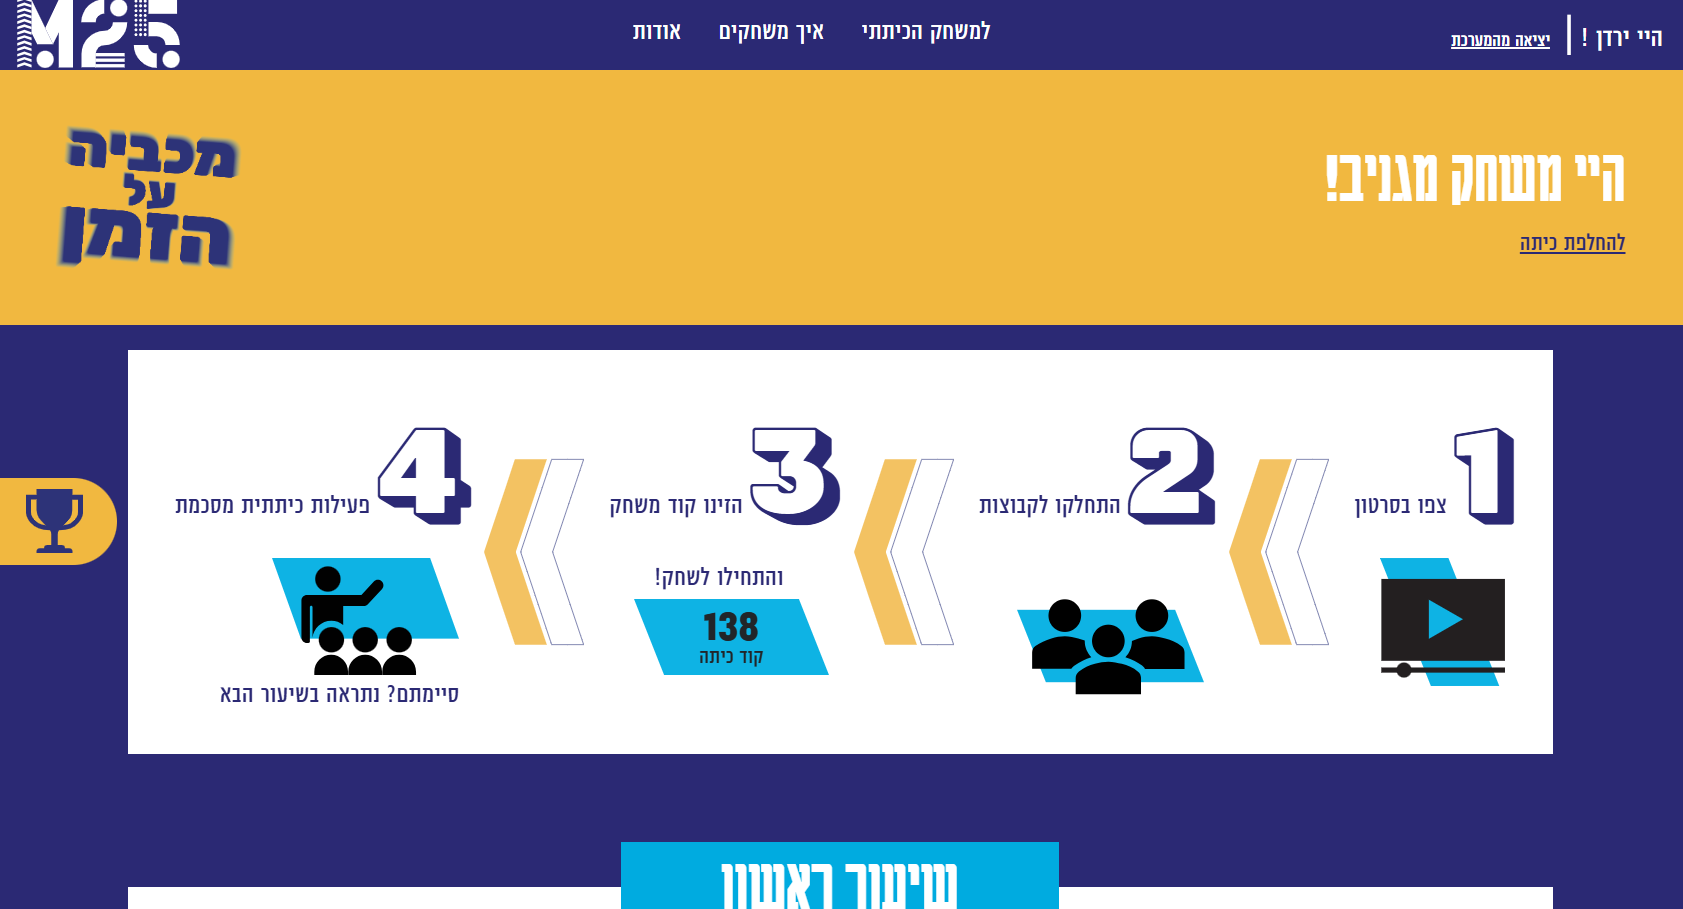 היי ירדן !
יציאה מהמערכת
למשחק הכיתתי
איך משחקים
אודות
M25
היי משחק מגניב!
להחלפת כיתה
מכביה
על
הזמן
1
צפו בסרטון
2
התחלקו לקבוצות
3
הזינו קוד משחק
והתחילו לשחק!
138
קוד כיתה
4
פעילות כיתתית מסכמת
סיימתם? נתראה בשיעור הבא
שיעור ראשון